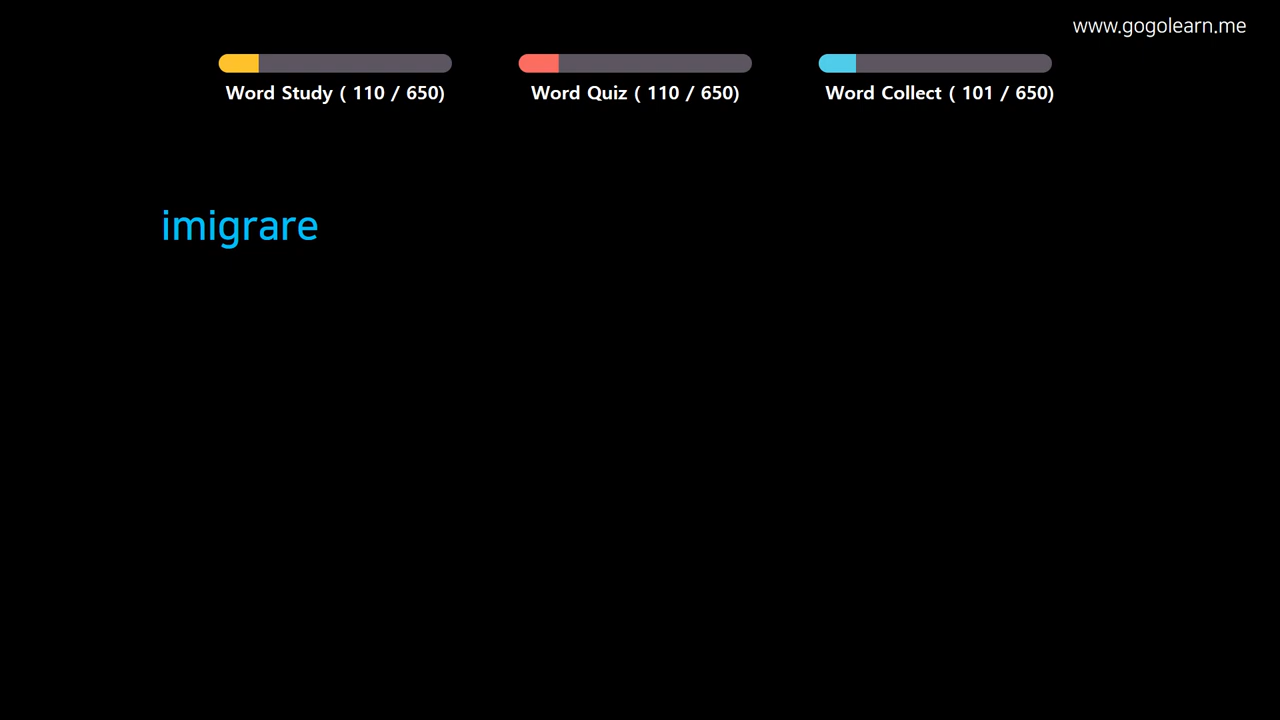 www.gogolearn.me
Word Study ( 110 / 650)
Word Quiz ( 110 / 650)
Word Collect ( 101 / 650)
imigrare